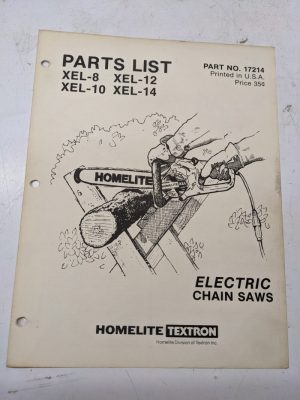 PARTS LIST
XEL-8 XEL-12
XEL-10 XEL-14
PART NO. 17214
Printed in U.S.A.
Price 35¢
HOMELITE
ELECTRIC
CHAIN SAWS
HOMELITE TEXTRON
Homelite Division of Textron Inc.